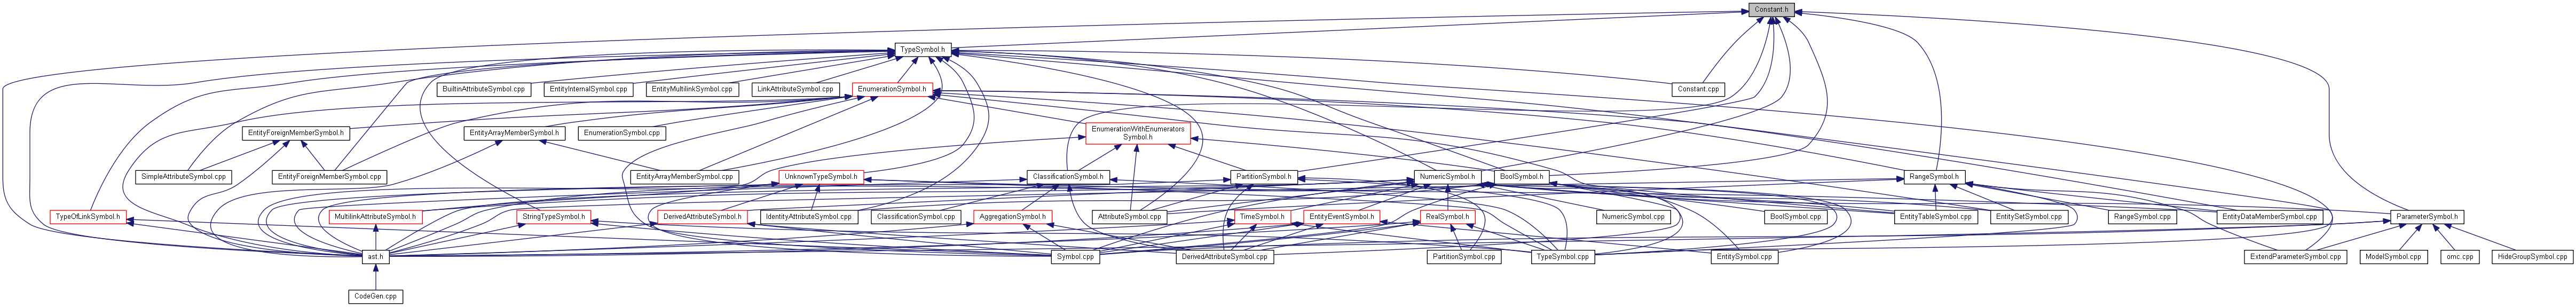 Constant.h
TypeSymbol.h
BuiltinAttributeSymbol.cpp
EntityInternalSymbol.cpp
EntityMultilinkSymbol.cpp
LinkAttributeSymbol.cpp
EnumerationSymbol.h
Constant.cpp
EntityForeignMemberSymbol.h
EntityArrayMemberSymbol.h
EnumerationSymbol.cpp
EnumerationWithEnumerators
Symbol.h
SimpleAttributeSymbol.cpp
EntityForeignMemberSymbol.cpp
EntityArrayMemberSymbol.cpp
UnknownTypeSymbol.h
ClassificationSymbol.h
PartitionSymbol.h
NumericSymbol.h
BoolSymbol.h
RangeSymbol.h
TypeOfLinkSymbol.h
MultilinkAttributeSymbol.h
StringTypeSymbol.h
DerivedAttributeSymbol.h
IdentityAttributeSymbol.cpp
ClassificationSymbol.cpp
AggregationSymbol.h
AttributeSymbol.cpp
TimeSymbol.h
EntityEventSymbol.h
RealSymbol.h
NumericSymbol.cpp
BoolSymbol.cpp
EntityTableSymbol.cpp
EntitySetSymbol.cpp
RangeSymbol.cpp
EntityDataMemberSymbol.cpp
ParameterSymbol.h
ast.h
Symbol.cpp
DerivedAttributeSymbol.cpp
PartitionSymbol.cpp
TypeSymbol.cpp
EntitySymbol.cpp
ExtendParameterSymbol.cpp
ModelSymbol.cpp
omc.cpp
HideGroupSymbol.cpp
CodeGen.cpp